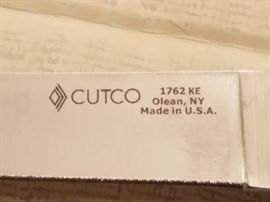 CUTCO
1762 KE
Olean, NY
Made in U.S.A.